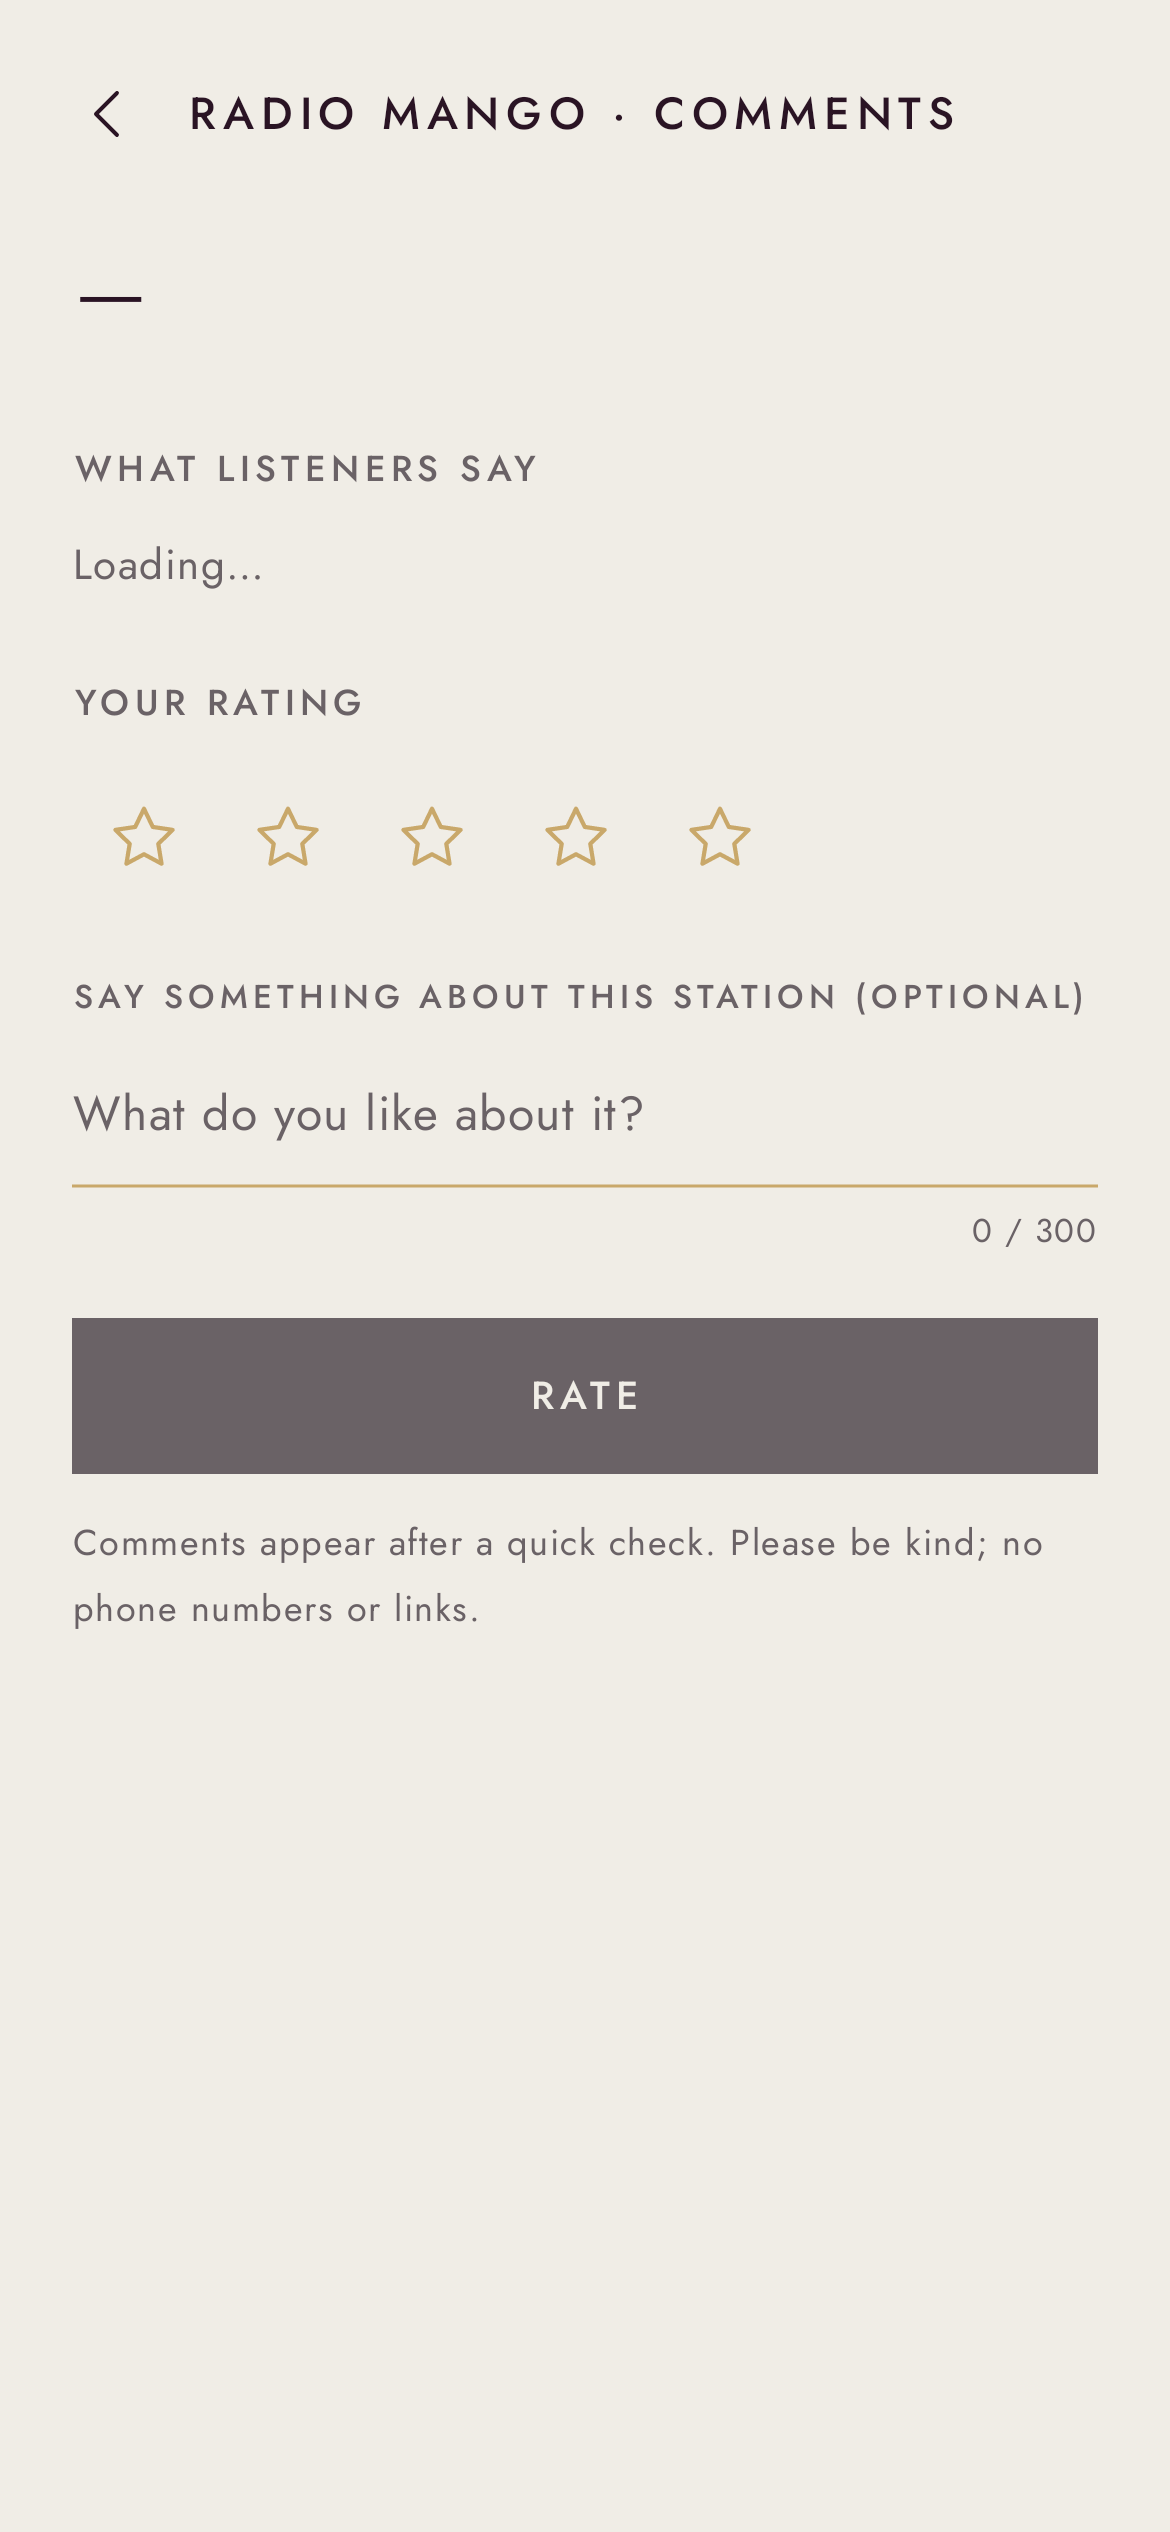 RADIO MANGO · COMMENTS
—
WHAT LISTENERS SAY
Loading...
YOUR RATING
SAY SOMETHING ABOUT THIS STATION (OPTIONAL)
What do you like about it?
0 / 300
RATE
Comments appear after a quick check. Please be kind; no
phone numbers or links.